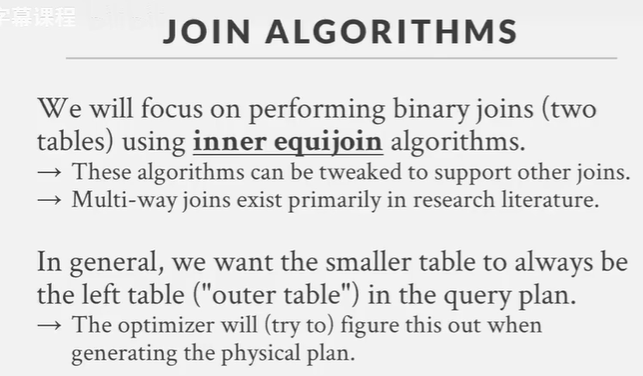 字幕课程
JOIN ALGORITHMS
We will focus on performing binary joins (two
tables) using inner equijoin algorithms.
→ These algorithms can be tweaked to support other joins.
→ Multi-way joins exist primarily in research literature.
In general, we want the smaller table to always be
the left table ("outer table") in the query plan.
→ The optimizer will (try to) figure this out when
generating the physical plan.